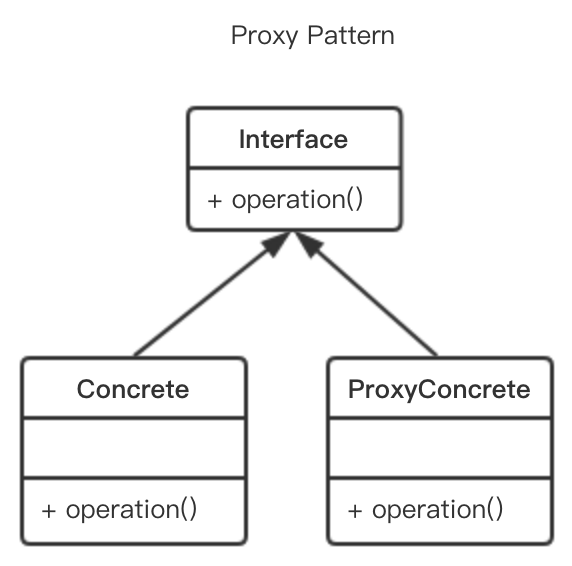 Proxy Pattern
Interface
+ operation()
Concrete
ProxyConcrete
+ operation()
+ operation()